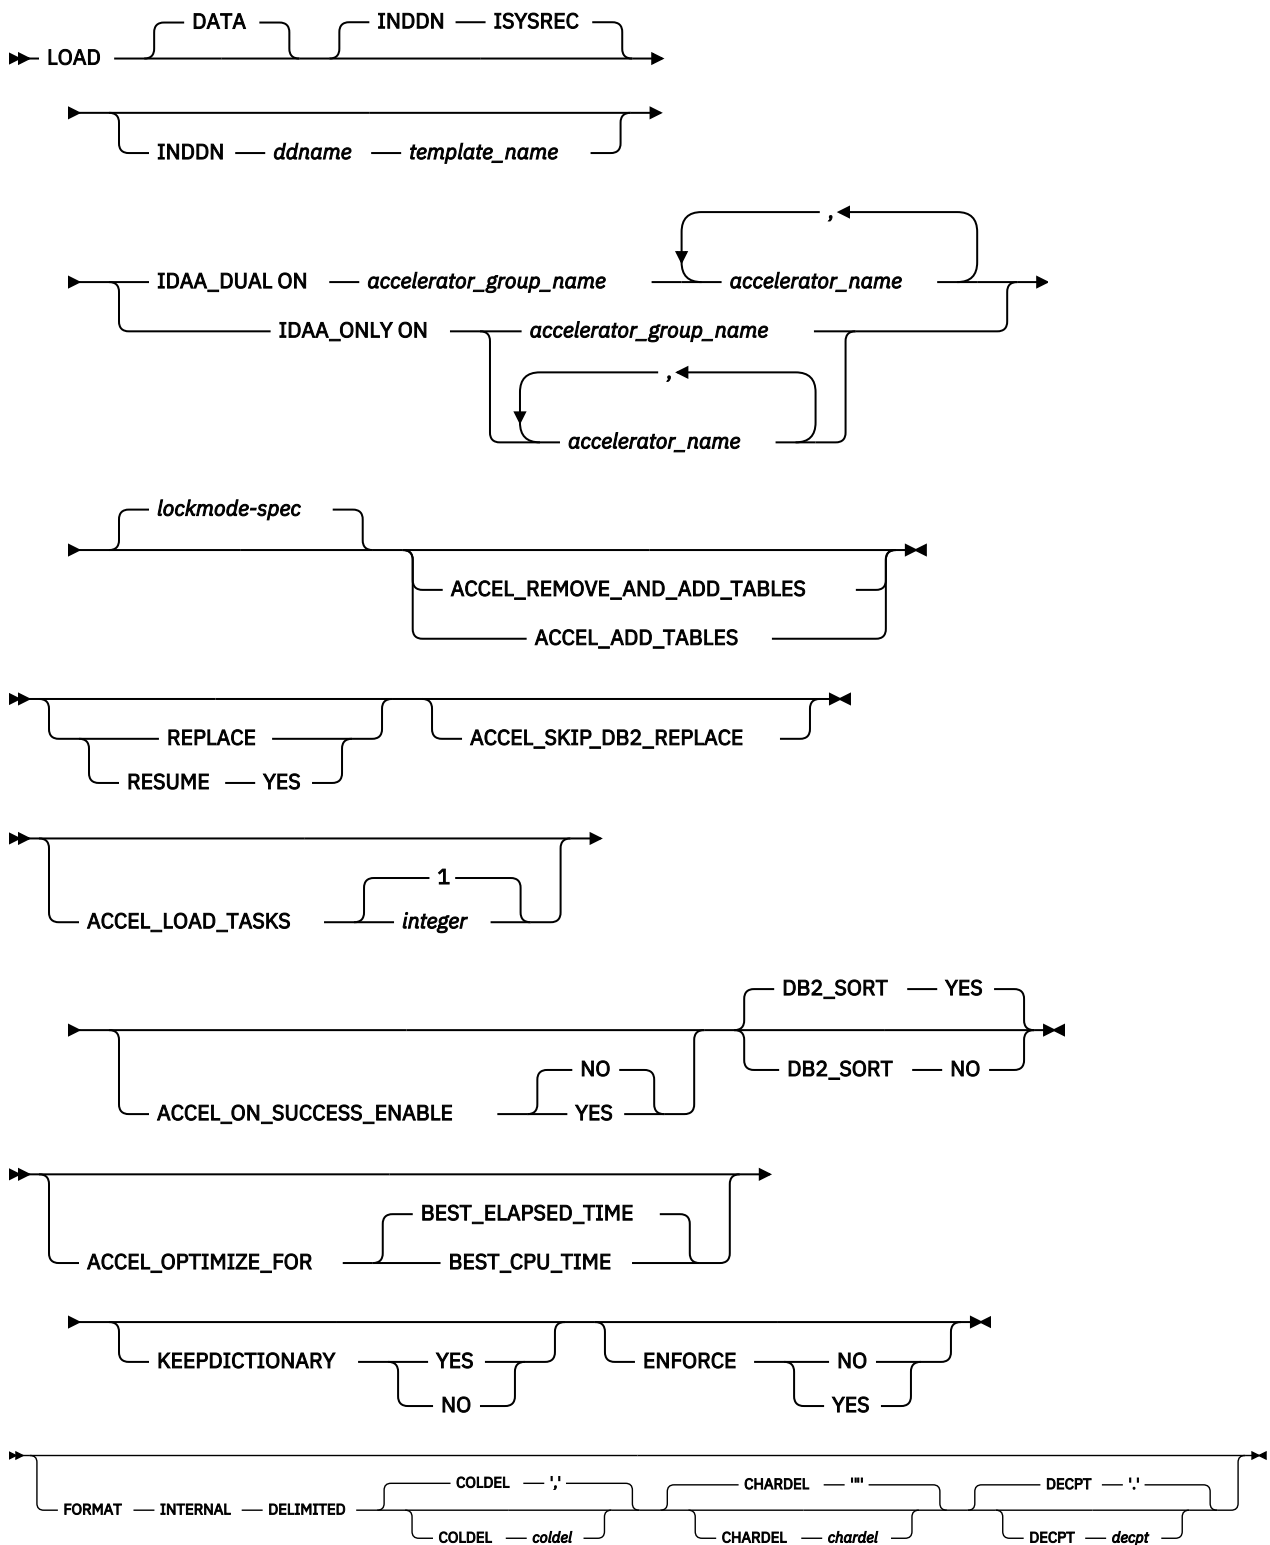 DATA INDDN ISYSREC
LOAD
INDDN ddname template_name
,
IDAA_DUAL ON accelerator_group_name accelerator_name
IDAA_ONLY ON accelerator_group_name
,
accelerator_name
lockmode-spec
ACCEL_REMOVE_AND_ADD_TABLES
ACCEL_ADD_TABLES
REPLACE ACCEL_SKIP_DB2_REPLACE
RESUME YES
1
ACCEL_LOAD_TASKS integer
DB2_SORT YES
NO DB2_SORT NO
ACCEL_ON_SUCCESS_ENABLE YES
BEST_ELAPSED_TIME
ACCEL_OPTIMIZE_FOR BEST_CPU_TIME
KEEPDICTIONARY YES ENFORCE NO
NO YES
COLDEL ',' CHARDEL '"' DECPT '.'
FORMAT INTERNAL DELIMITED
COLDEL coldel CHARDEL chardel DECPT decpt